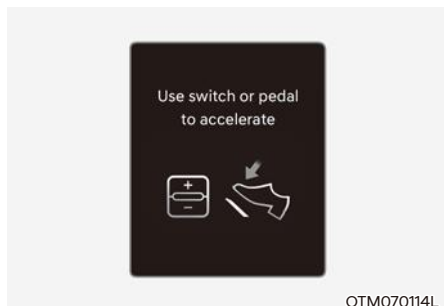 Use switch or pedal
to accelerate
+
−
OTM070114L